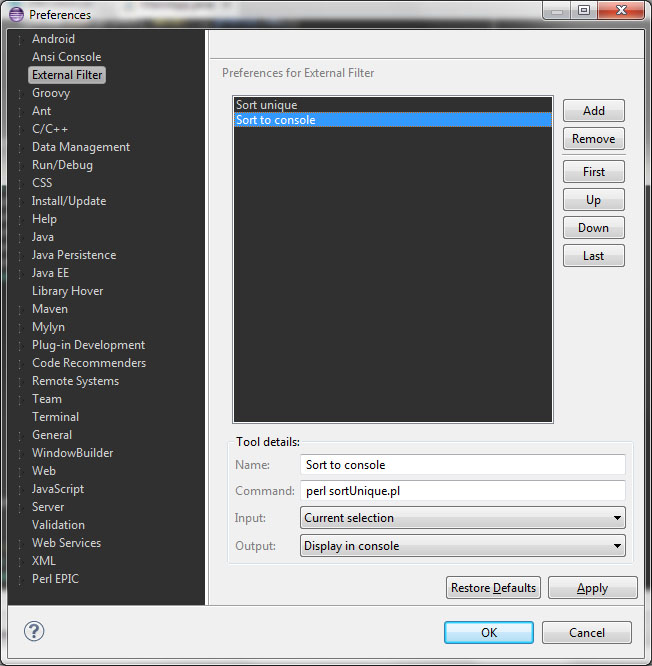 Preferences
Android
Ansi Console
External Filter
Groovy
Ant
C/C++
Data Management
Run/Debug
CSS
Install/Update
Help
Java
Java Persistence
Java EE
Library Hover
Maven
Mylyn
Plug-in Development
Code Recommenders
Remote Systems
Team
Terminal
General
WindowBuilder
Web
JavaScript
Server
Validation
Web Services
XML
Perl EPIC
Preferences for External Filter
Sort unique
Sort to console
Add
Remove
First
Up
Down
Last
Tool details:
Name: Sort to console
Command: perl sortUnique.pl
Input: Current selection
Output: Display in console
Restore Defaults Apply
? OK Cancel